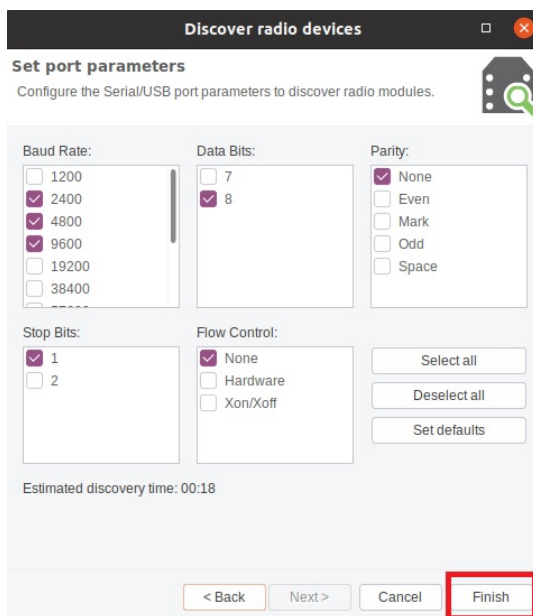 Discover radio devices
Set port parameters
Configure the Serial/USB port parameters to discover radio modules.
Baud Rate:
1200
2400
4800
9600
19200
38400
Data Bits:
7
8
Parity:
None
Even
Mark
Odd
Space
Stop Bits:
1
2
Flow Control:
None
Hardware
Xon/Xoff
Select all
Deselect all
Set defaults
Estimated discovery time: 00:18
< Back
Next >
Cancel
Finish